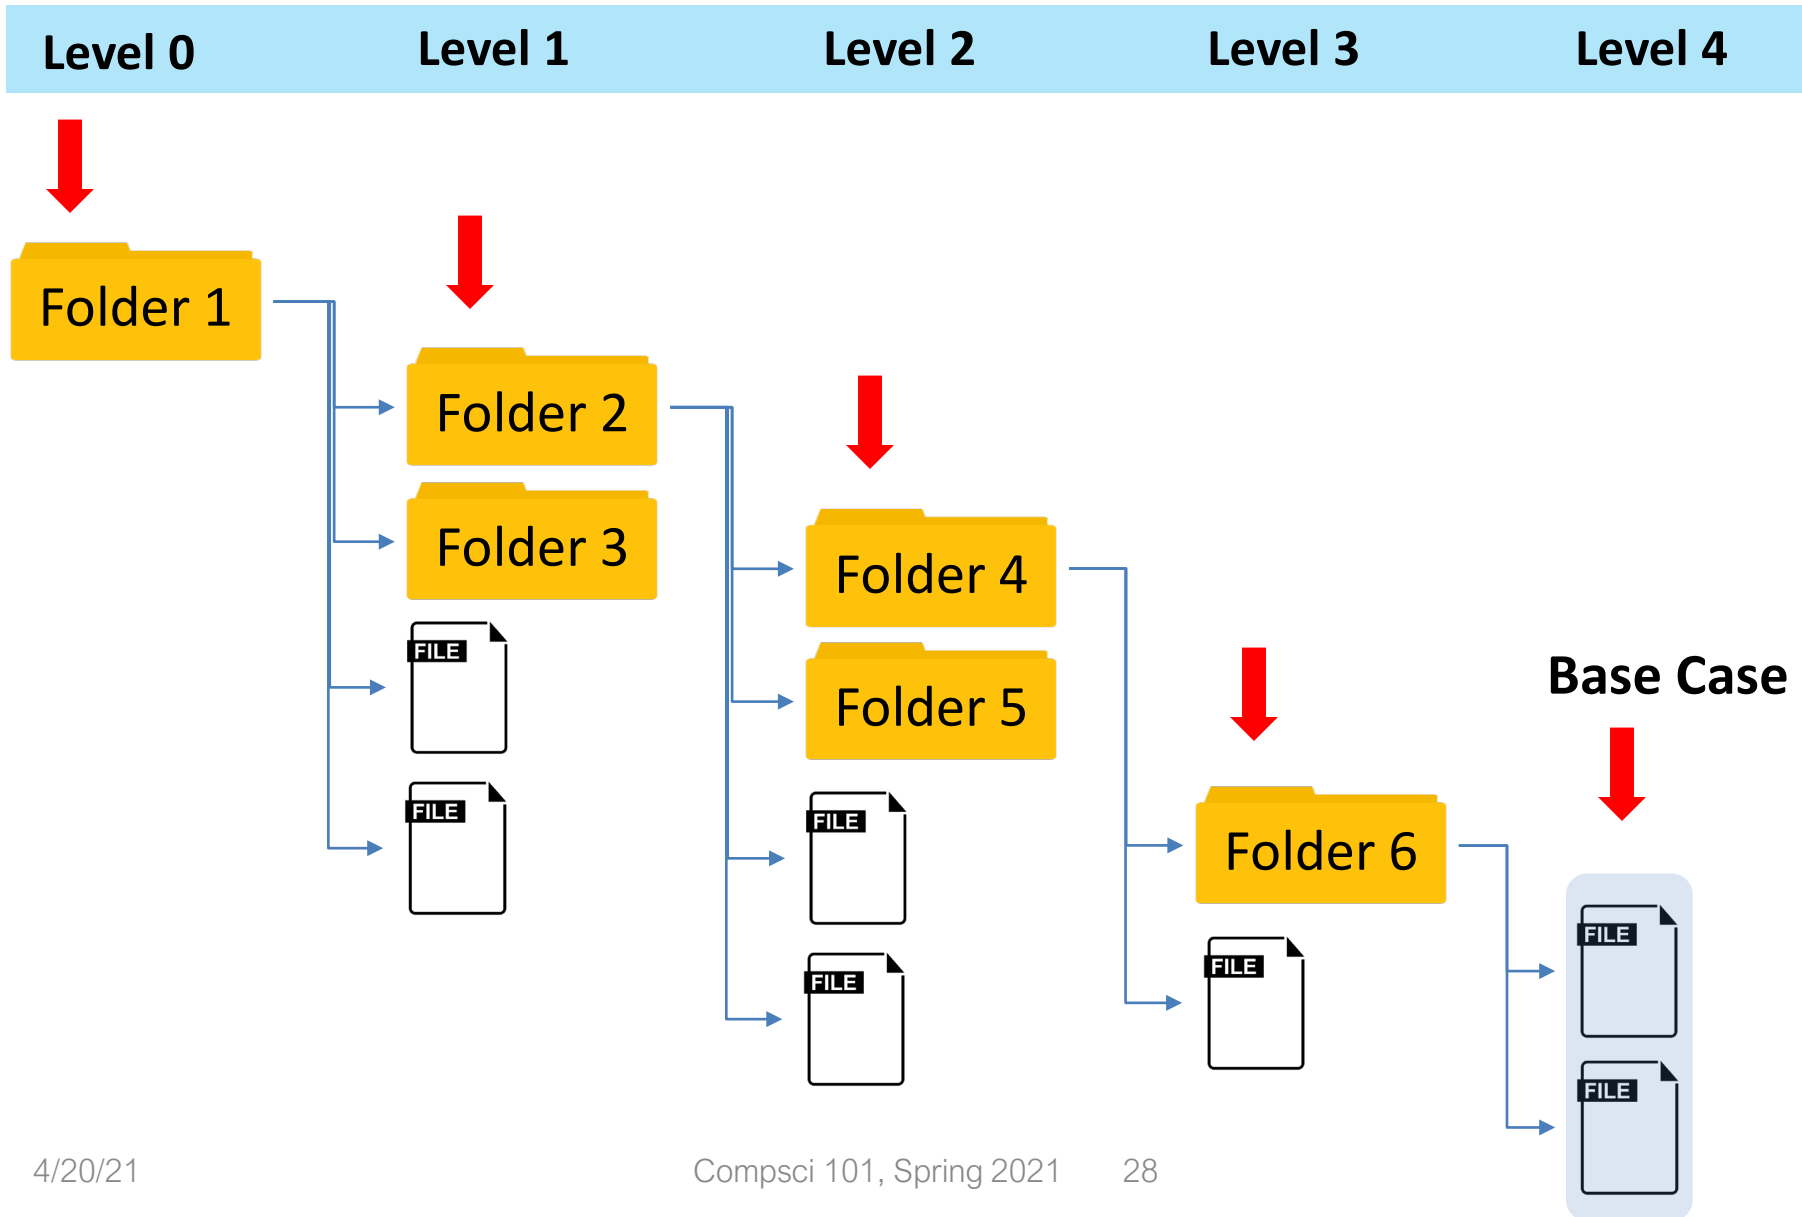 Level 0 Level 1 Level 2 Level 3 Level 4
Folder 1
Folder 2
Folder 3
FILE
FILE
Folder 4
Folder 5
FILE
FILE
Folder 6
FILE
Base Case
FILE
FILE
4/20/21 Compsci 101, Spring 2021 28